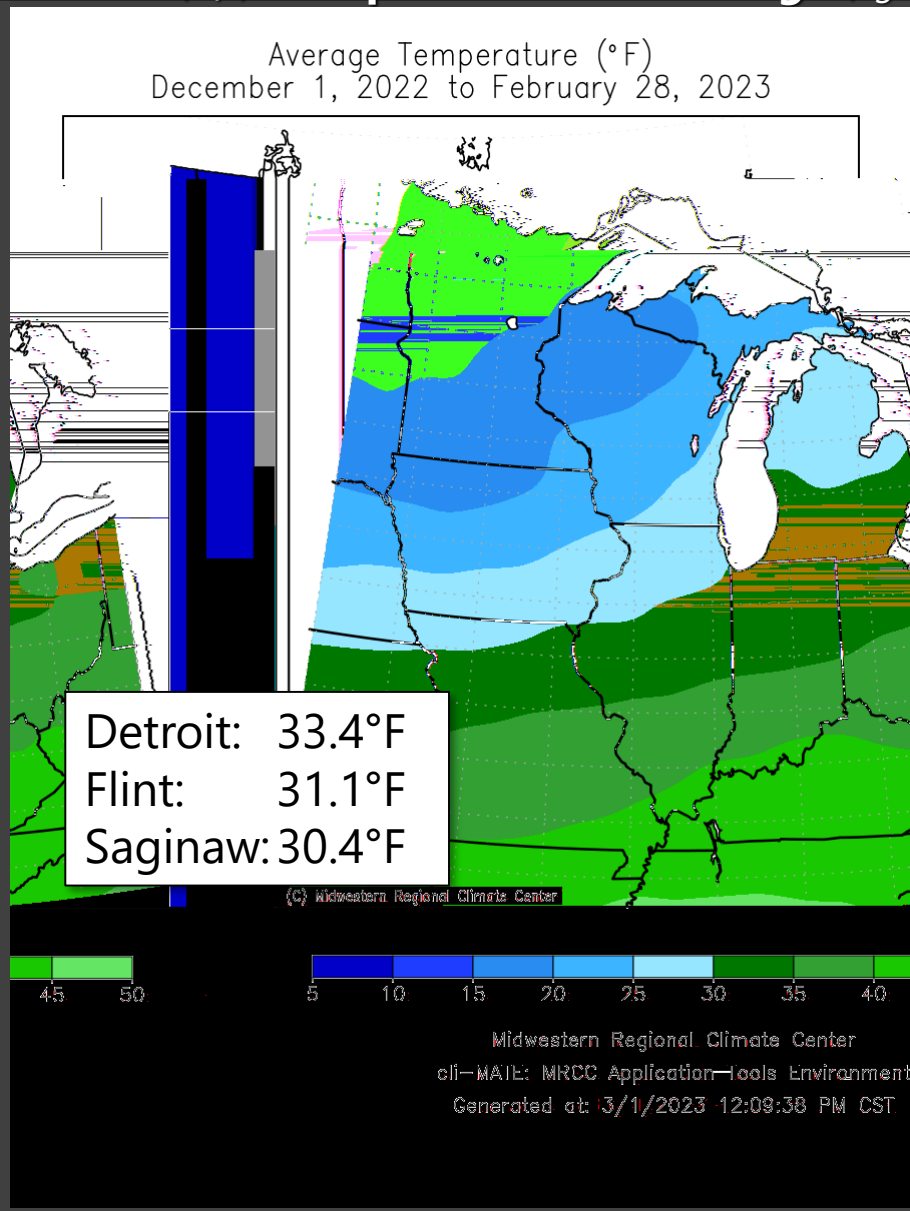 Average Temperature (°F)
December 1, 2022 to February 28, 2023
Detroit: 33.4°F
Flint: 31.1°F
Saginaw: 30.4°F
(C) Midwestern Regional Climate Center
45 50 5 10 15 20 25 30 35 40
Midwestern Regional Climate Center
cli-MATE: MRCC Application Tools Environment
Generated at: 3/1/2023 12:09:38 PM CST